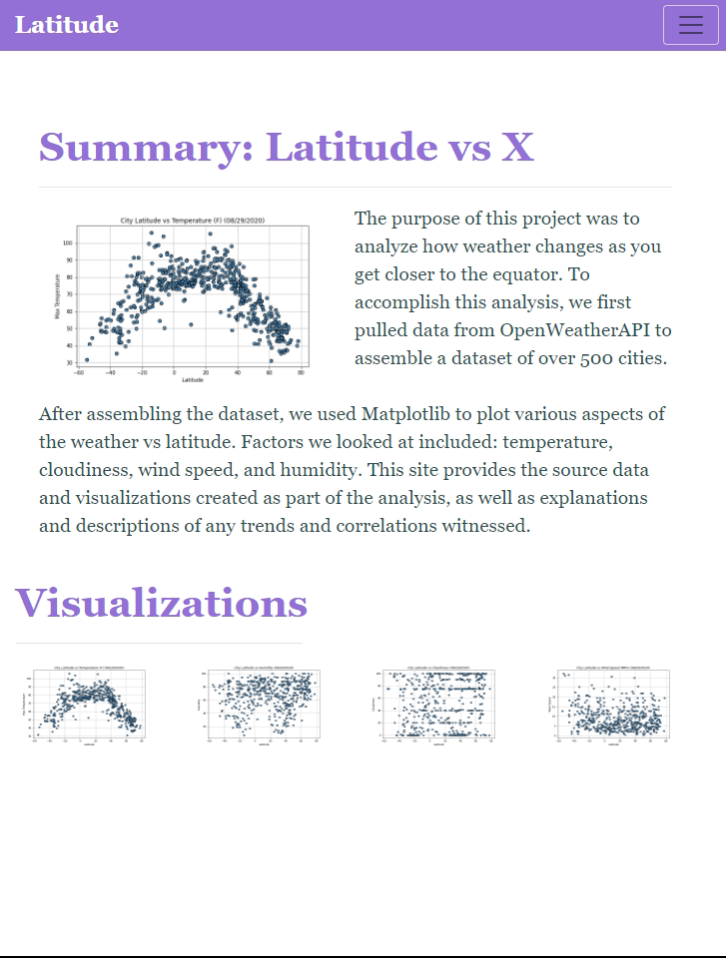 Latitude
Summary: Latitude vs X
City Latitude vs Temperature (F) (08/29/2020)
100
90
80
70
60
50
40
30
Max Temperature
−60 −40 −20 0 20 40 60 80
Latitude
The purpose of this project was to
analyze how weather changes as you
get closer to the equator. To
accomplish this analysis, we first
pulled data from OpenWeatherAPI to
assemble a dataset of over 500 cities.
After assembling the dataset, we used Matplotlib to plot various aspects of
the weather vs latitude. Factors we looked at included: temperature,
cloudiness, wind speed, and humidity. This site provides the source data
and visualizations created as part of the analysis, as well as explanations
and descriptions of any trends and correlations witnessed.
Visualizations